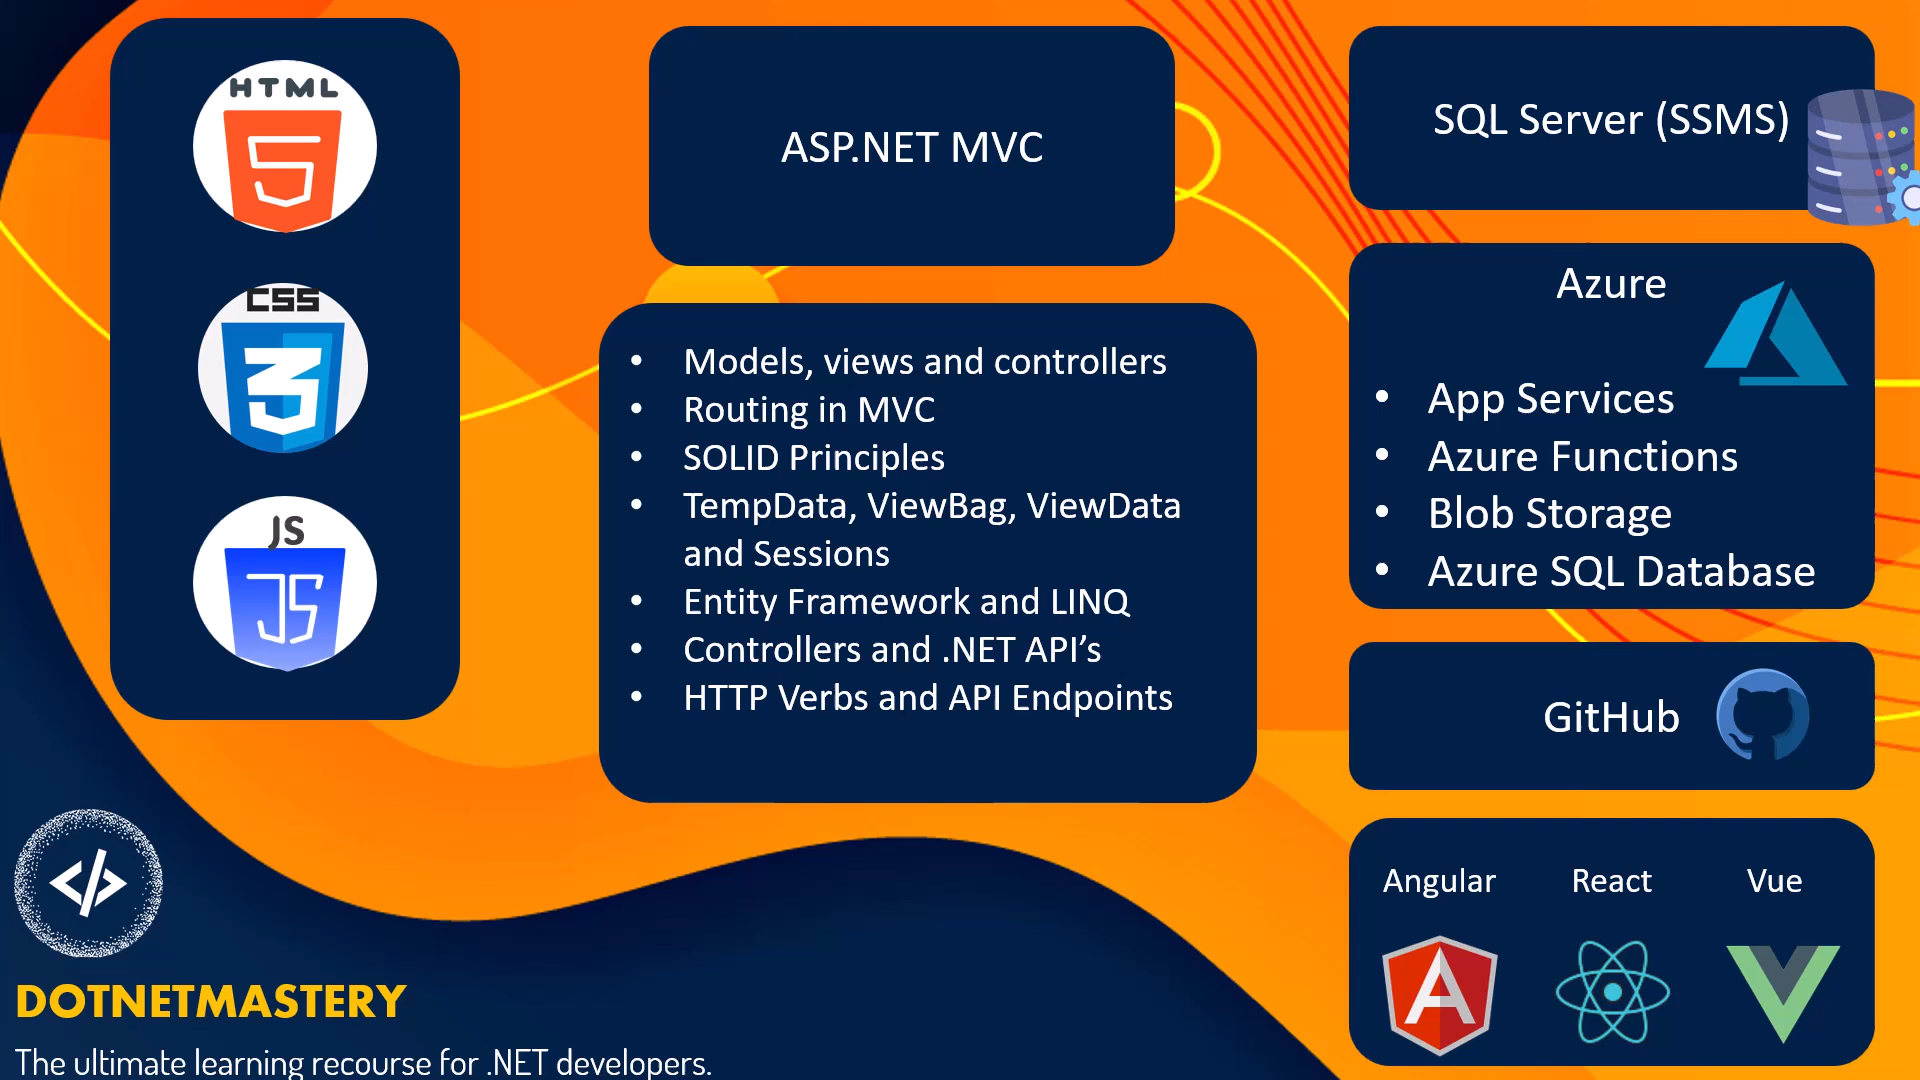 HTML
5
CSS
3
JS
JS
ASP.NET MVC
• Models, views and controllers
• Routing in MVC
• SOLID Principles
• TempData, ViewBag, ViewData
and Sessions
• Entity Framework and LINQ
• Controllers and .NET API’s
• HTTP Verbs and API Endpoints
SQL Server (SSMS)
Azure
• App Services
• Azure Functions
• Blob Storage
• Azure SQL Database
GitHub
Angular React Vue
A
</>
DOTNETMASTERY
The ultimate learning recourse for .NET developers.